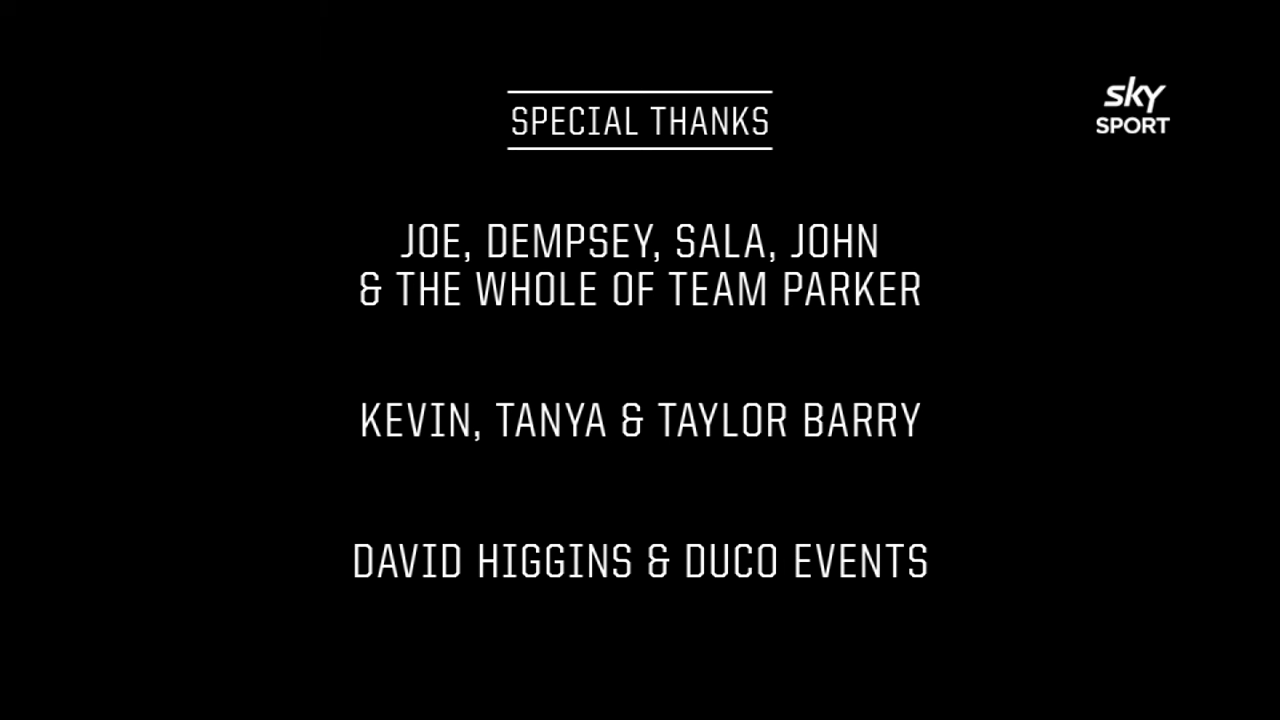 SPECIAL THANKS
sky
SPORT
JOE, DEMPSEY, SALA, JOHN
& THE WHOLE OF TEAM PARKER
KEVIN, TANYA & TAYLOR BARRY
DAVID HIGGINS & DUCO EVENTS